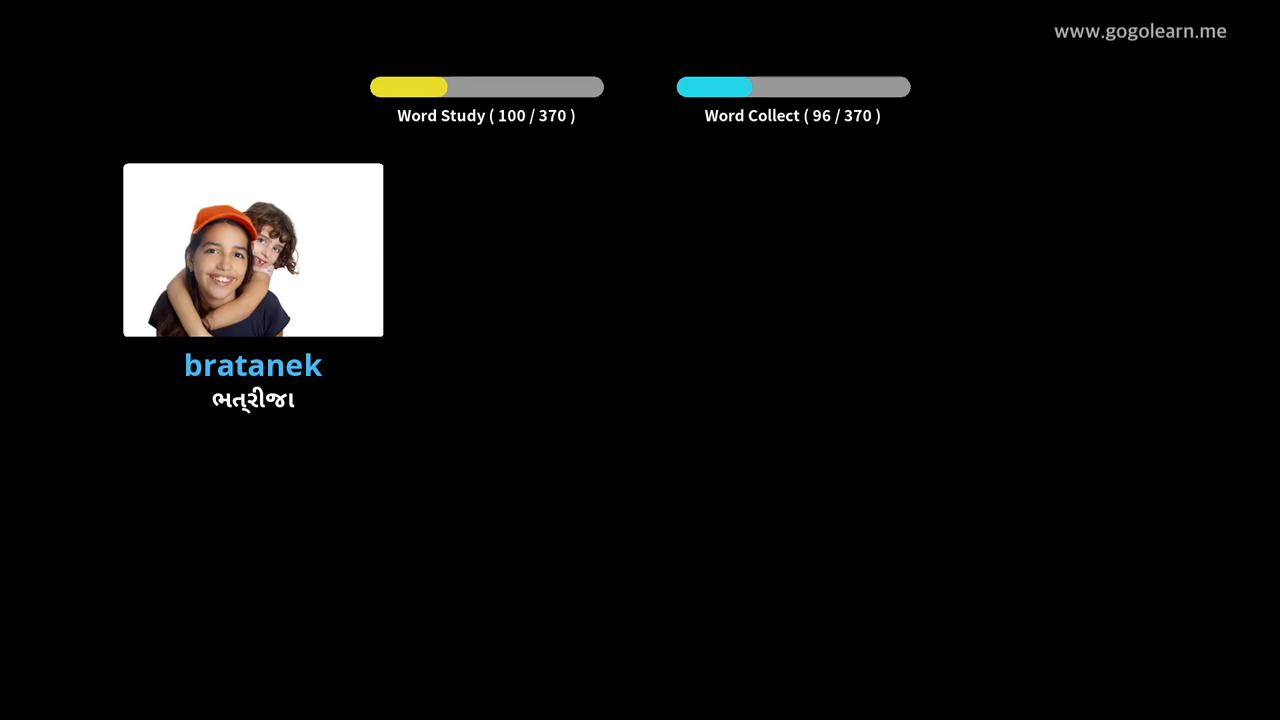 www.gogolearn.me
Word Study ( 100 / 370 )
Word Collect ( 96 / 370 )
bratanek
ભત્રીજા